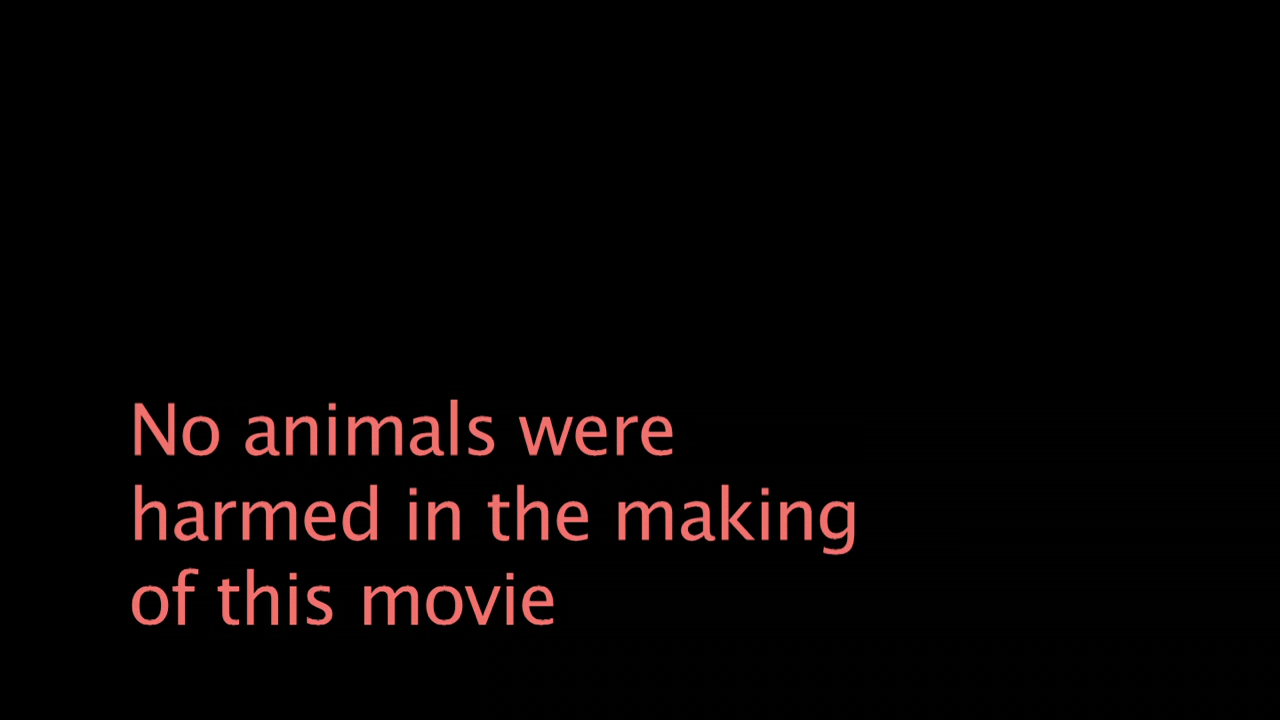 No animals were
harmed in the making
of this movie